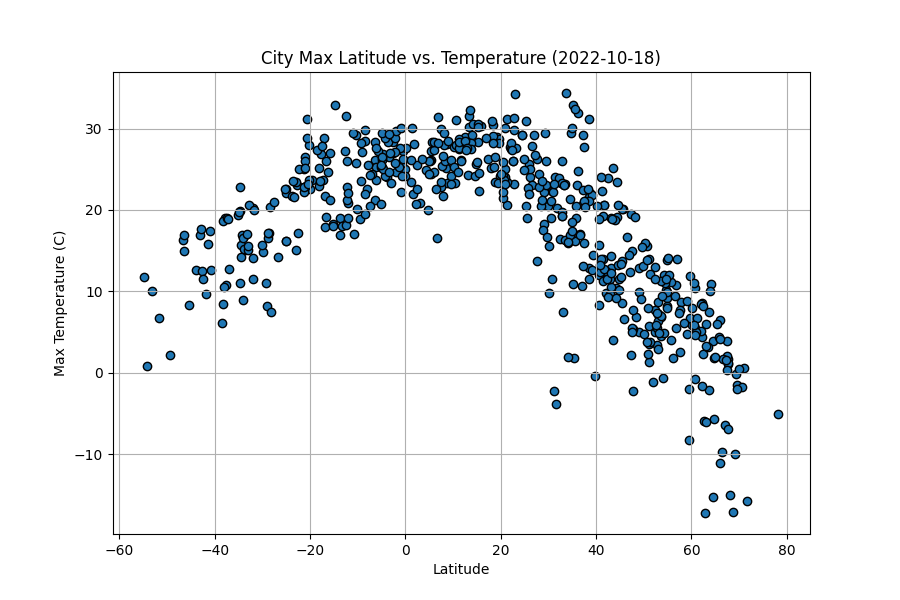 City Max Latitude vs. Temperature (2022-10-18)
Max Temperature (C)
30
20
10
0
−10
−60 −40 −20 0 20 40 60 80
Latitude